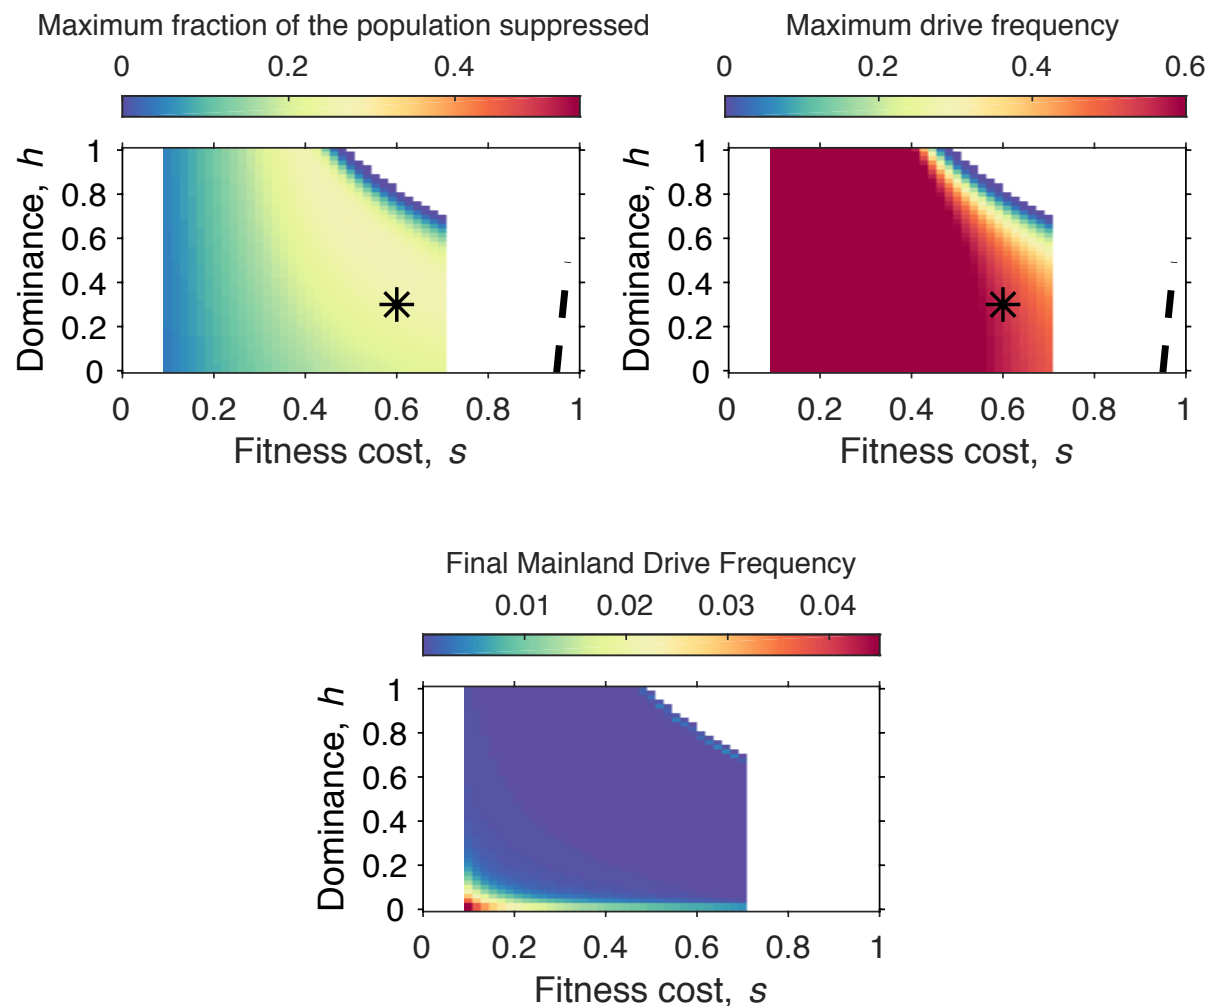 Maximum fraction of the population suppressed
0 0.2 0.4
Dominance, h
1
0.8
0.6
0.4
0.2
0
0 0.2 0.4 0.6 0.8 1
Fitness cost, s
Maximum drive frequency
0 0.2 0.4 0.6
Dominance, h
1
0.8
0.6
0.4
0.2
0
0 0.2 0.4 0.6 0.8 1
Fitness cost, s
Final Mainland Drive Frequency
0.01 0.02 0.03 0.04
Dominance, h
1
0.8
0.6
0.4
0.2
0
0 0.2 0.4 0.6 0.8 1
Fitness cost, s